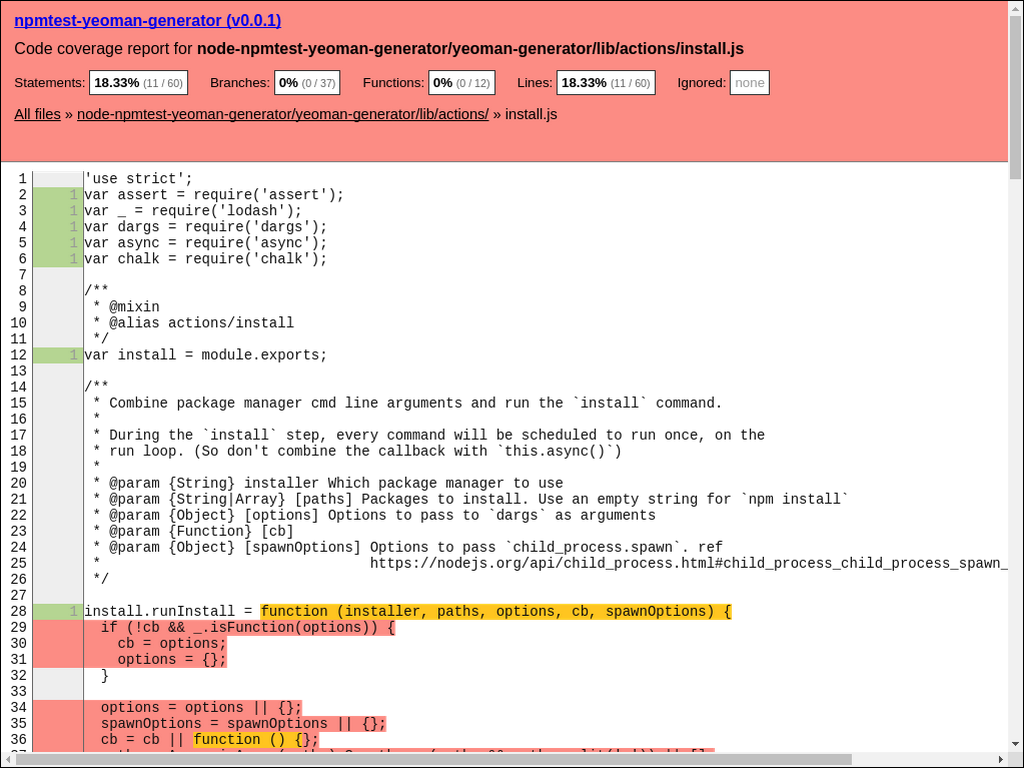 npmtest-yeoman-generator (v0.0.1)
Code coverage report for node-npmtest-yeoman-generator/yeoman-generator/lib/actions/install.js
Statements: 18.33% (11 / 60) Branches: 0% (0 / 37) Functions: 0% (0 / 12) Lines: 18.33% (11 / 60) Ignored: none
All files » node-npmtest-yeoman-generator/yeoman-generator/lib/actions/ » install.js
1 'use strict';
2 1 var assert = require('assert');
3 1 var _ = require('lodash');
4 1 var dargs = require('dargs');
5 1 var async = require('async');
6 1 var chalk = require('chalk');
7
8 /**
9  * @mixin
10  * @alias actions/install
11  */
12 1 var install = module.exports;
13
14 /**
15  * Combine package manager cmd line arguments and run the `install` command.
16  *
17  * During the `install` step, every command will be scheduled to run once, on the
18  * run loop. (So don't combine the callback with `this.async()`)
19  *
20  * @param {String} installer Which package manager to use
21  * @param {String|Array} [paths] Packages to install. Use an empty string for `npm install`
22  * @param {Object} [options] Options to pass to `dargs` as arguments
23  * @param {Function} [cb]
24  * @param {Object} [spawnOptions] Options to pass `child_process.spawn`. ref
25  *                                https://nodejs.org/api/child_process.html#child_process_child_process_spawn_
26  */
27
28 1 install.runInstall = function (installer, paths, options, cb, spawnOptions) {
29   if (!cb && _.isFunction(options)) {
30     cb = options;
31     options = {};
32   }
33
34   options = options || {};
35   spawnOptions = spawnOptions || {};
36   cb = cb || function () {};